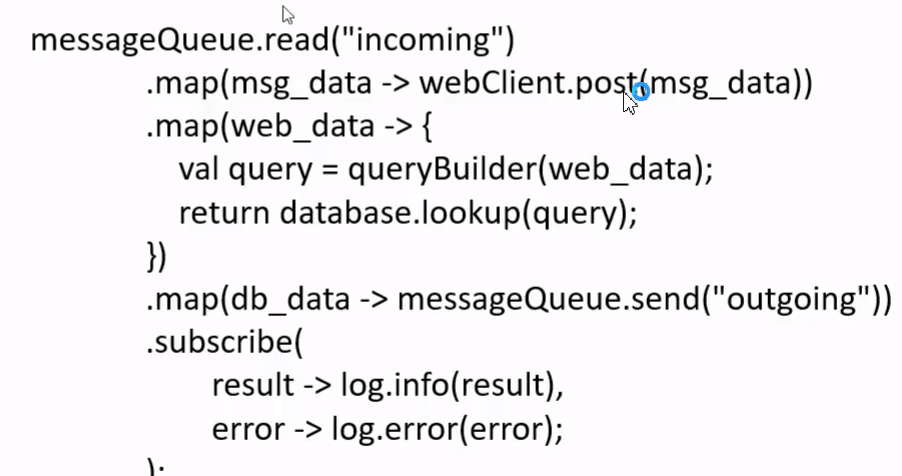 messageQueue.read("incoming")
.map(msg_data -> webClient.post(msg_data))
.map(web_data -> {
val query = queryBuilder(web_data);
return database.lookup(query);
})
.map(db_data -> messageQueue.send("outgoing"))
.subscribe(
result -> log.info(result),
error -> log.error(error);
);